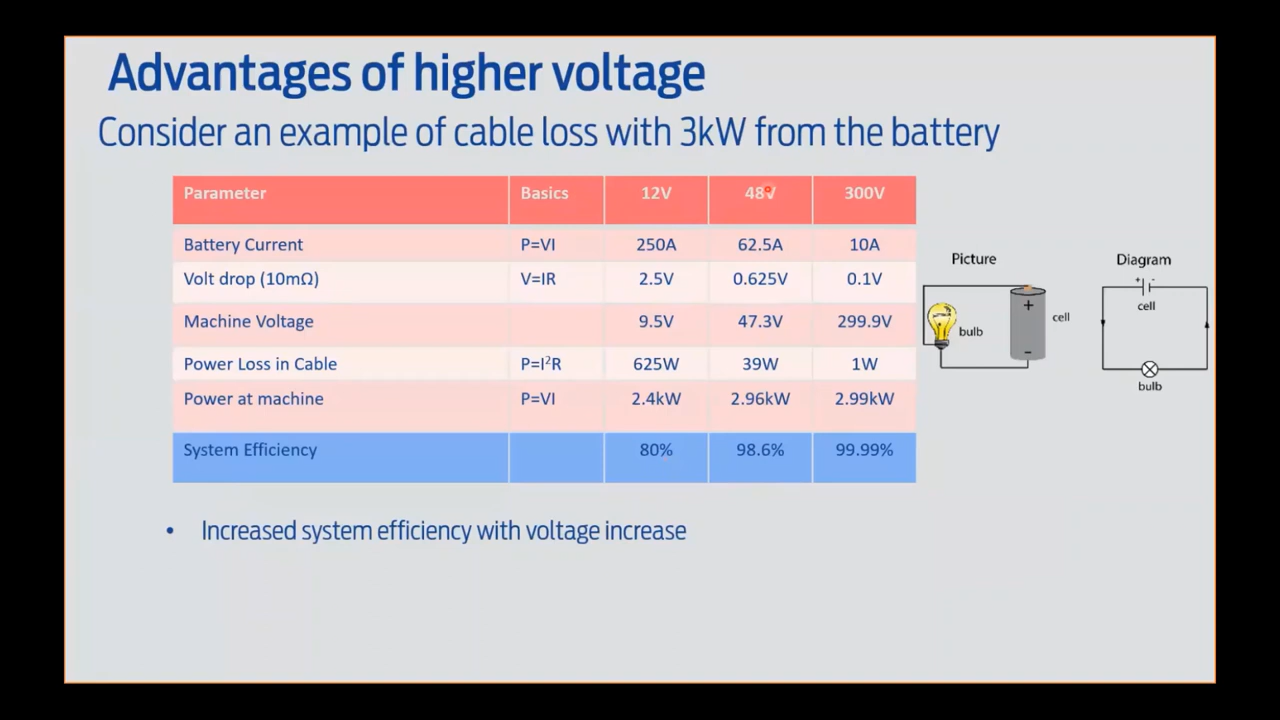 Advantages of higher voltage
Consider an example of cable loss with 3kW from the battery
Parameter Basics 12V 48V 300V
Battery Current P=VI 250A 62.5A 10A
Volt drop (10mΩ) V=IR 2.5V 0.625V 0.1V
Machine Voltage 9.5V 47.3V 299.9V
Power Loss in Cable P=I²R 625W 39W 1W
Power at machine P=VI 2.4kW 2.96kW 2.99kW
System Efficiency 80% 98.6% 99.99%
• Increased system efficiency with voltage increase
Picture
bulb
+
-
cell
Diagram
+ -
cell
bulb